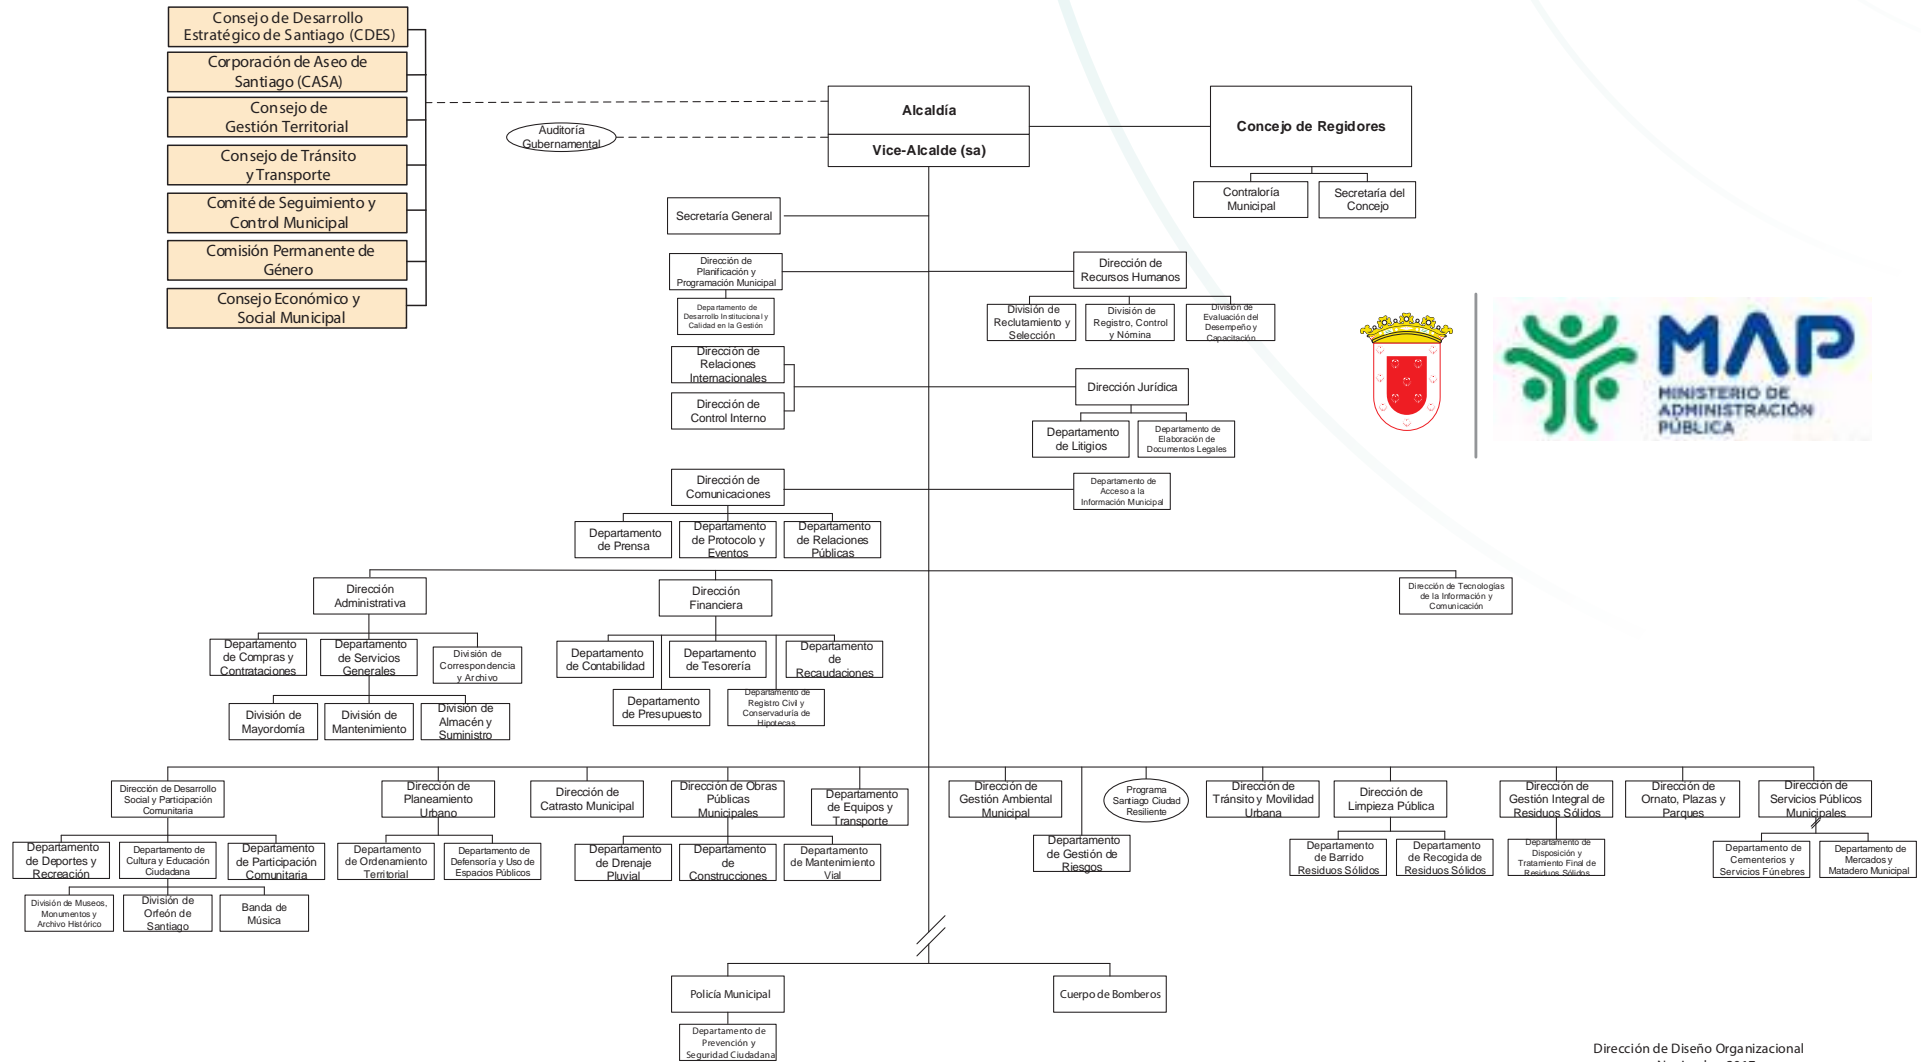 Consejo de Desarrollo
Estratégico de Santiago (CDES)
Corporación de Aseo de
Santiago (CASA)
Consejo de
Gestión Territorial
Consejo de Tránsito
y Transporte
Comité de Seguimiento y
Control Municipal
Comisión Permanente de
Género
Consejo Económico y
Social Municipal
Auditoría
Gubernamental
Alcaldía
Vice-Alcalde (sa)
Concejo de Regidores
Contraloría
Municipal
Secretaría del
Concejo
Secretaría General
Dirección de
Planificación y
Programación Municipal
Departamento de
Desarrollo Institucional y
Calidad en la Gestión
Dirección de
Recursos Humanos
División de
Reclutamiento y
Selección
División de
Registro, Control
y Nómina
División de
Evaluación del
Desempeño y
Capacitación
Dirección de
Relaciones
Internacionales
Dirección de
Control Interno
Dirección Jurídica
Departamento
de Litigios
Departamento de
Elaboración de
Documentos Legales
MAP
MINISTERIO DE
ADMINISTRACIÓN
PÚBLICA
Dirección de
Comunicaciones
Departamento de
Acceso a la
Información Municipal
Departamento
de Prensa
Departamento
de Protocolo y
Eventos
Departamento
de Relaciones
Públicas
Dirección
Administrativa
Dirección
Financiera
Dirección de Tecnologías
de la Información y
Comunicación
Departamento
de Compras y
Contrataciones
Departamento
de Servicios
Generales
División de
Correspondencia
y Archivo
Departamento
de Contabilidad
Departamento
de Tesorería
Departamento
de
Recaudaciones
División de
Mayordomía
División de
Mantenimiento
División de
Almacén y
Suministro
Departamento
de Presupuesto
Departamento de
Registro Civil y
Conservaduría de
Hipotecas
Dirección de Desarrollo
Social y Participación
Comunitaria
Dirección de
Planeamiento
Urbano
Dirección de
Catrasto Municipal
Dirección de Obras
Públicas
Municipales
Departamento
de Equipos y
Transporte
Dirección de
Gestión Ambiental
Municipal
Programa
Santiago Ciudad
Resiliente
Dirección de
Tránsito y Movilidad
Urbana
Dirección de
Limpieza Pública
Dirección de
Gestión Integral de
Residuos Sólidos
Dirección de
Ornato, Plazas y
Parques
Dirección de
Servicios Públicos
Municipales
Departamento
de Deportes y
Recreación
Departamento de
Cultura y Educación
Ciudadana
Departamento
de Participación
Comunitaria
Departamento
de Ordenamiento
Territorial
Departamento de
Defensoría y Uso de
Espacios Públicos
Departamento
de Drenaje
Pluvial
Departamento
de
Construcciones
Departamento
de Mantenimiento
Vial
Departamento
de Gestión de
Riesgos
Departamento
de Barrido
Residuos Sólidos
Departamento
de Recogida de
Residuos Sólidos
Departamento de
Disposición y
Tratamiento Final de
Residuos Sólidos
Departamento de
Cementerios y
Servicios Fúnebres
Departamento de
Mercados y
Matadero Municipal
División de Museos,
Monumentos y
Archivo Histórico
División de
Orfeón de
Santiago
Banda de
Música
Policía Municipal
Cuerpo de Bomberos
Departamento de
Prevención y
Seguridad Ciudadana
Dirección de Diseño Organizacional